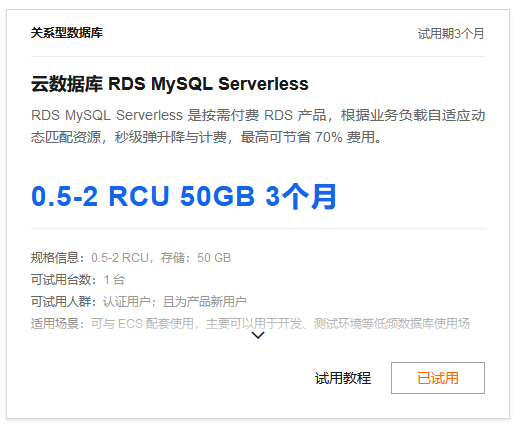 关系型数据库
试用期3个月
云数据库 RDS MySQL Serverless
RDS MySQL Serverless 是按需付费 RDS 产品，根据业务负载自适应动
态匹配资源，秒级弹升降与计费，最高可节省 70% 费用。
0.5-2 RCU 50GB 3个月
规格信息：0.5-2 RCU，存储：50 GB
可试用台数：1 台
可试用人群：认证用户；且为产品新用户
适用场景：可与 ECS 配套使用，主要可以用于开发、测试环境等低频数据库使用场
试用教程
已试用